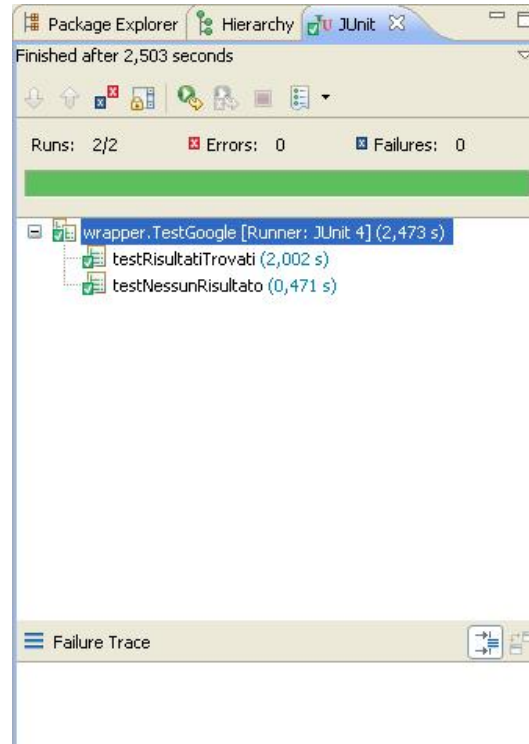 Package Explorer Hierarchy JUnit
Finished after 2,503 seconds
Runs: 2/2 Errors: 0 Failures: 0
wrapper.TestGoogle [Runner: JUnit 4] (2,473 s)
testRisultatiTrovati (2,002 s)
testNessunRisultato (0,471 s)
Failure Trace